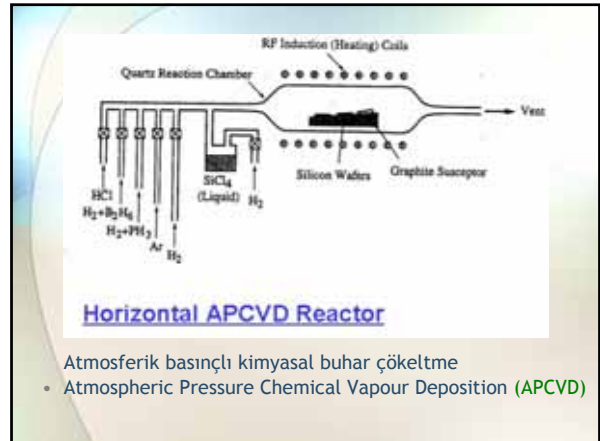 RF Induction (Heating) Coils
Quartz Reaction Chamber
Vent
Silicon Wafers
Graphite Susceptor
HCl
H2+B2H6
H2+PH3
Ar
H2
SiCl4
(Liquid)
H2
Horizontal APCVD Reactor
Atmosferik basınçlı kimyasal buhar çökeltme
• Atmospheric Pressure Chemical Vapour Deposition (APCVD)